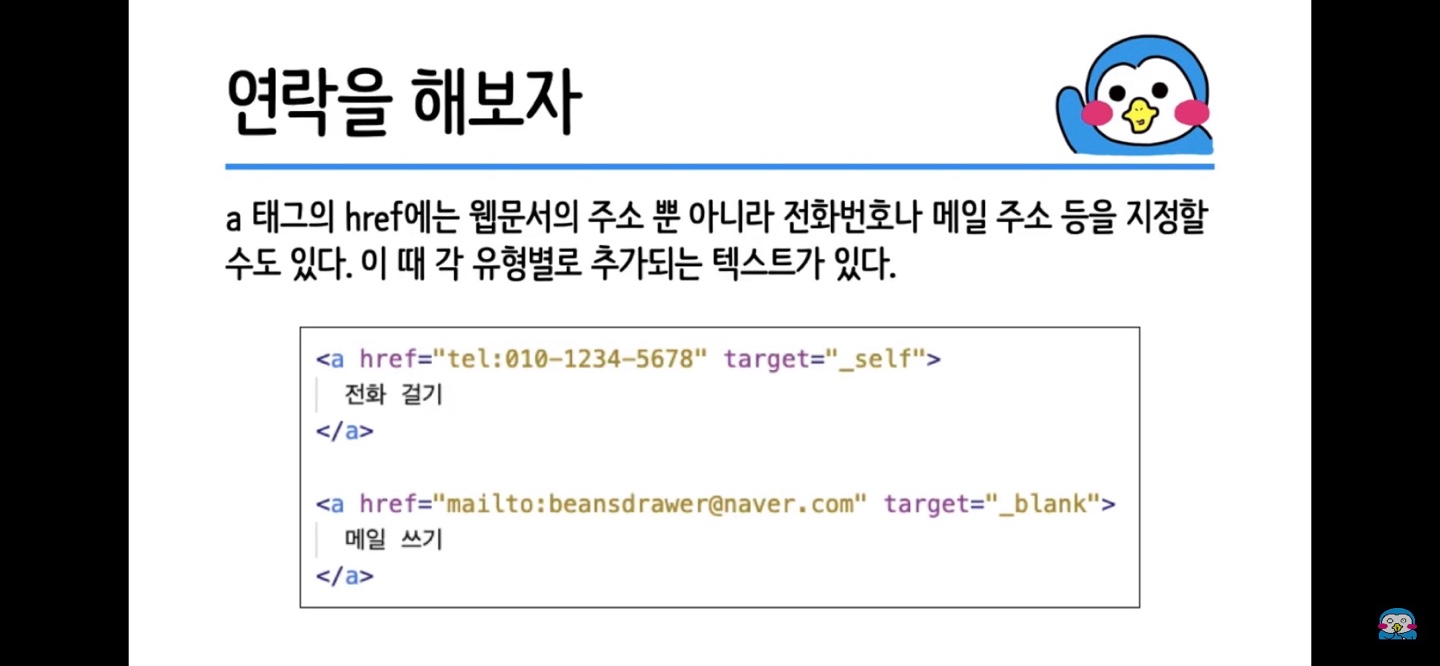 연락을 해보자
a 태그의 href에는 웹문서의 주소 뿐 아니라 전화번호나 메일 주소 등을 지정할
수도 있다. 이 때 각 유형별로 추가되는 텍스트가 있다.
<a href="tel:010-1234-5678" target="_self">
전화 걸기
</a>
<a href="mailto:beansdrawer@naver.com" target="_blank">
메일 쓰기
</a>